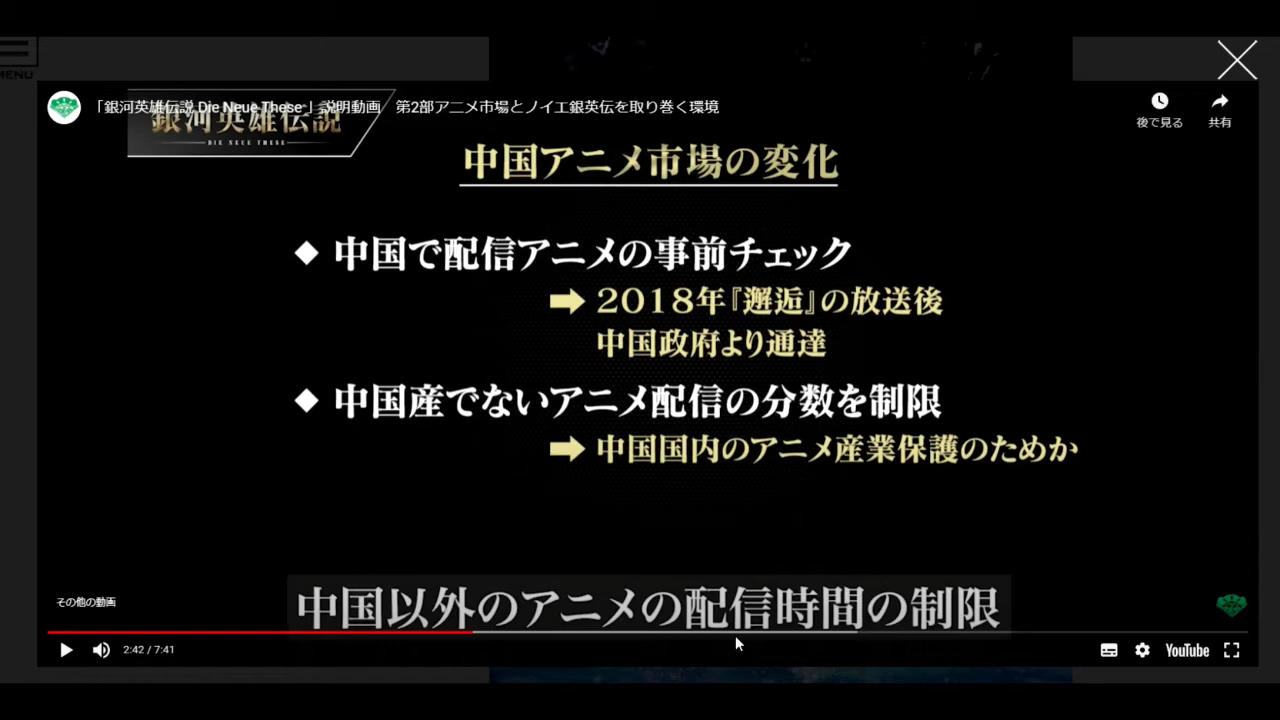 MENU
「銀河英雄伝説 Die Neue These 」 説明動画　第2部アニメ市場とノイエ銀英伝を取り巻く環境
後で見る
共有
銀河英雄伝説
DIE NEUE THESE
中国アニメ市場の変化
◆ 中国で配信アニメの事前チェック
➡ 2018年『邂逅』の放送後
中国政府より通達
◆ 中国産でないアニメ配信の分数を制限
➡ 中国国内のアニメ産業保護のためか
その他の動画
中国以外のアニメの配信時間の制限
2:42 / 7:41
YouTube